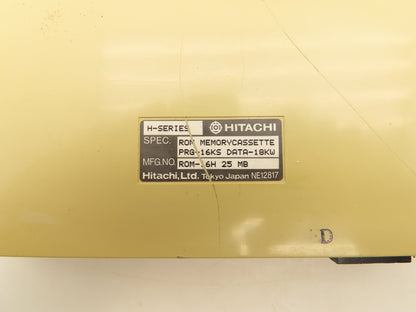 H-SERIES HITACHI
SPEC. ROM MEMORYCASSETTE
PRG-16KS DATA-18KW
MFG.NO. ROM-16H 25 MB
Hitachi,Ltd. Tokyo Japan NE12817
D